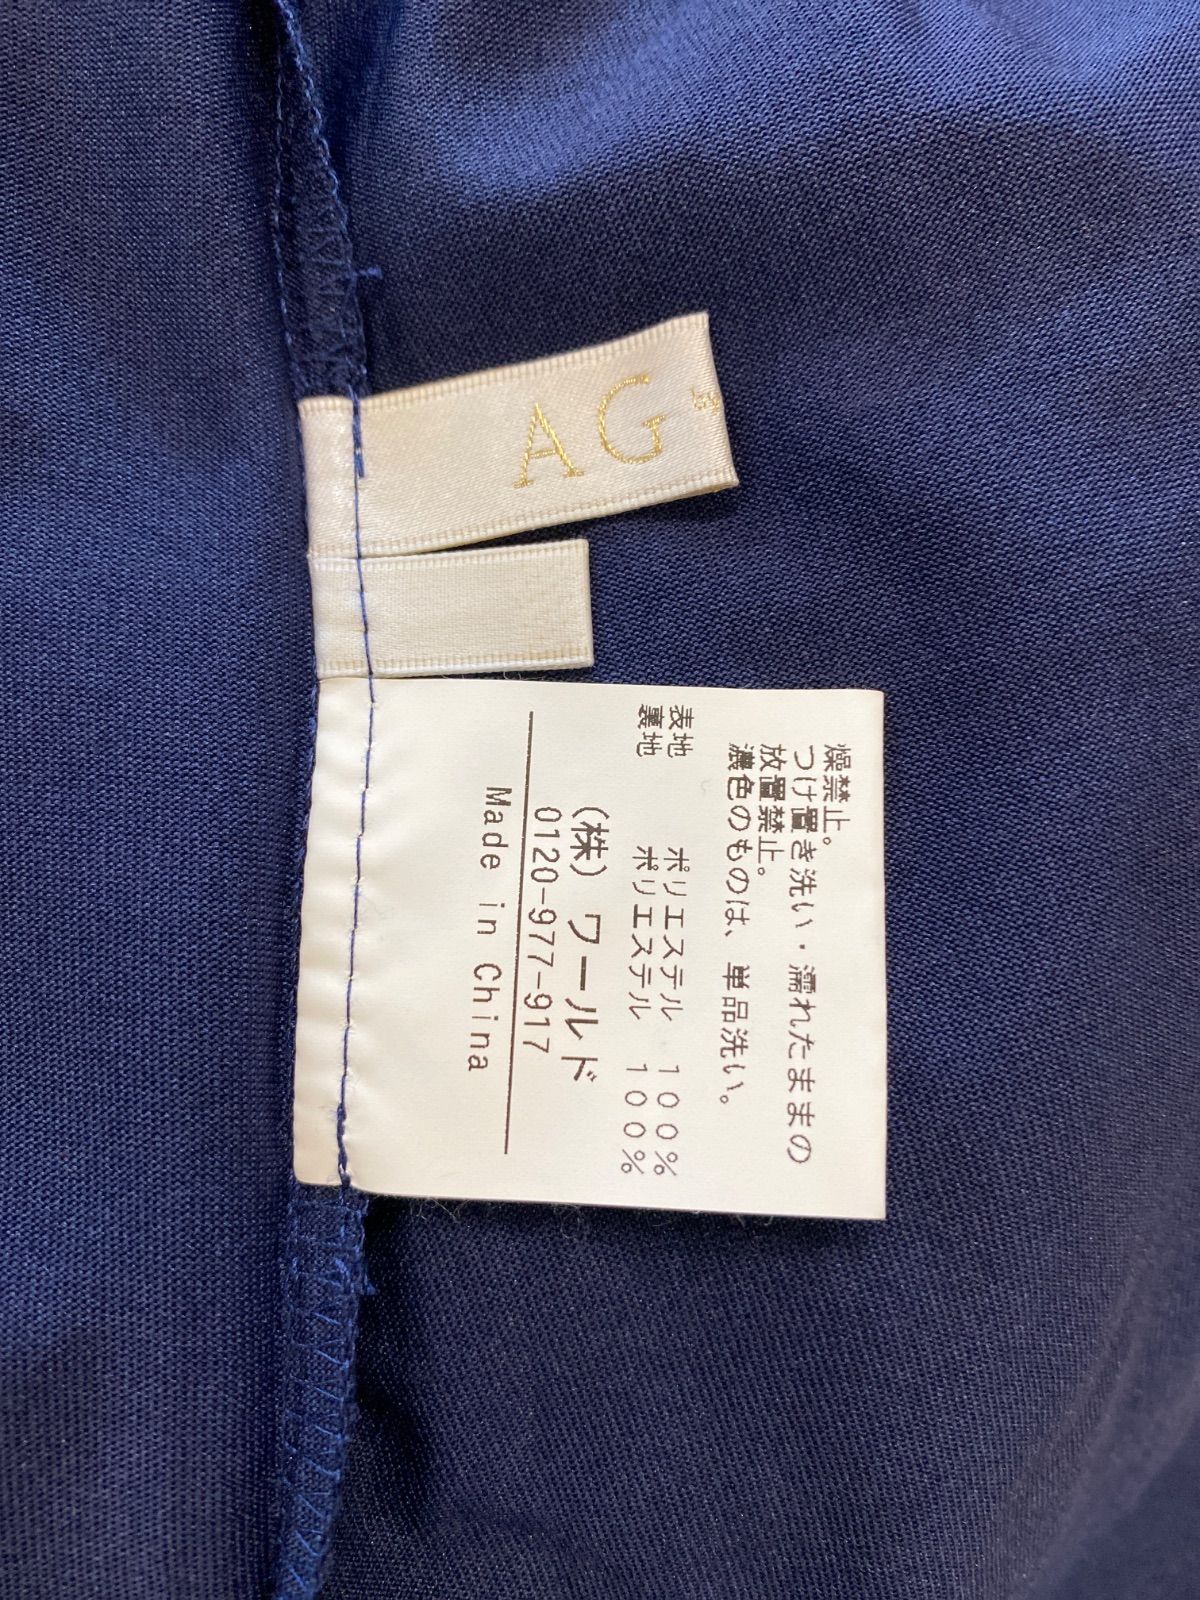 AG by
燥禁止。
つけ置き洗い・濡れたままの
放置禁止。
濃色のものは、単品洗い。
表地 ポリエステル 100%
裏地 ポリエステル 100%
(株) ワールド
0120-977-917
Made in China